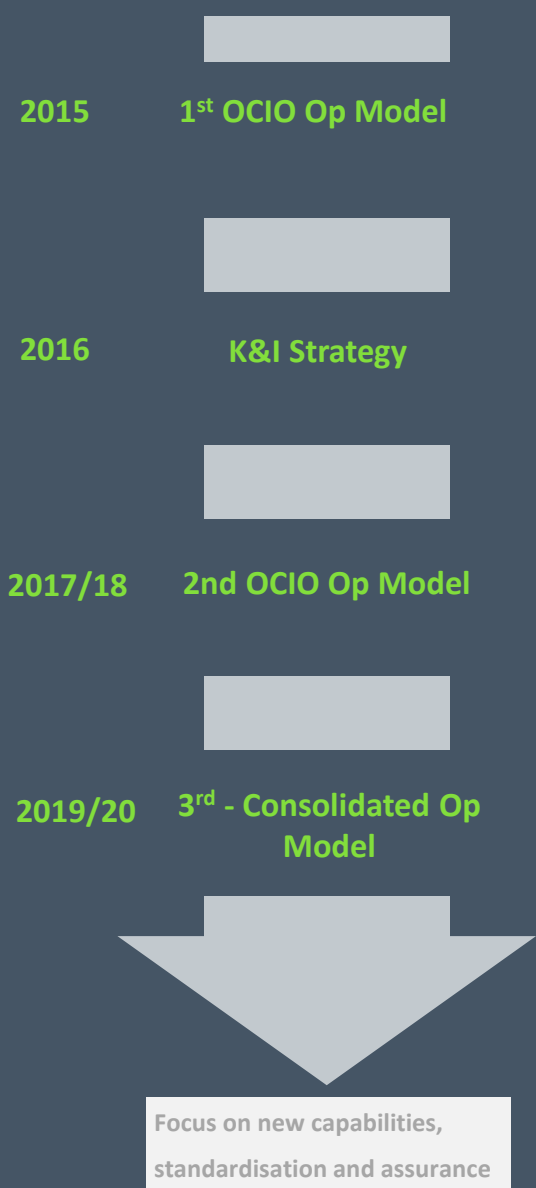 2015 1st OCIO Op Model
2016 K&I Strategy
2017/18 2nd OCIO Op Model
2019/20 3rd - Consolidated Op
Model
Focus on new capabilities,
standardisation and assurance